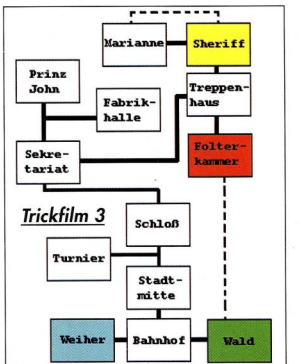 Marianne
Sheriff
Prinz
John
Treppen-
haus
Fabrik-
halle
Sekre-
tariat
Folter-
kammer
Trickfilm 3
Schloß
Turnier
Stadt-
mitte
Weiher
Bahnhof
Wald